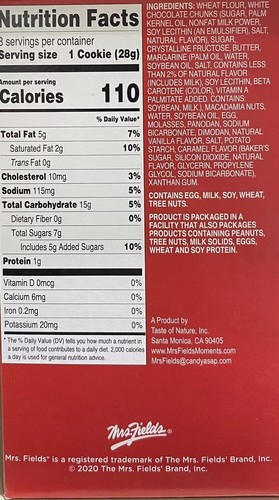 Nutrition Facts
8 servings per container
Serving size 1 Cookie (28g)
Amount per serving
Calories 110
% Daily Value*
Total Fat 5g 7%
Saturated Fat 2g 10%
Trans Fat 0g
Cholesterol 10mg 3%
Sodium 115mg 5%
Total Carbohydrate 15g 5%
Dietary Fiber 0g 0%
Total Sugars 7g
Includes 5g Added Sugars 10%
Protein 1g
Vitamin D 0mcg 0%
Calcium 6mg 0%
Iron 0.2mg 0%
Potassium 20mg 0%
* The % Daily Value (DV) tells you how much a nutrient in
a serving of food contributes to a daily diet. 2,000 calories
a day is used for general nutrition advice.
INGREDIENTS: WHEAT FLOUR, WHITE
CHOCOLATE CHUNKS (SUGAR, PALM
KERNEL OIL, NONFAT MILK POWDER,
SOY LECITHIN (AN EMULSIFIER), SALT,
NATURAL FLAVOR), SUGAR,
CRYSTALLINE FRUCTOSE, BUTTER,
MARGARINE (PALM OIL, WATER,
SOYBEAN OIL, SALT, CONTAINS LESS
THAN 2% OF NATURAL FLAVOR
(INCLUDES MILK), SOY LECITHIN, BETA
CAROTENE (COLOR), VITAMIN A
PALMITATE ADDED. CONTAINS:
SOYBEAN, MILK), MACADAMIA NUTS,
WATER, SOYBEAN OIL, EGG,
MOLASSES, PANODAN, SODIUM
BICARBONATE, DIMODAN, NATURAL
VANILLA FLAVOR, SALT, POTATO
STARCH, CARAMEL FLAVOR (BAKER'S
SUGAR, SILICON DIOXIDE, NATURAL
FLAVOR, GLYCERIN, PROPYLENE
GLYCOL, SODIUM BICARBONATE),
XANTHAN GUM.
CONTAINS EGG, MILK, SOY, WHEAT,
TREE NUTS.
PRODUCT IS PACKAGED IN A
FACILITY THAT ALSO PACKAGES
PRODUCTS CONTAINING PEANUTS,
TREE NUTS, MILK SOLIDS, EGGS,
WHEAT AND SOY PROTEIN.
A Product by
Taste of Nature, Inc.
Santa Monica, CA 90405
www.MrsFieldsMoments.com
MrsFields@candyasap.com
Mrs. Fields®
Mrs. Fields® is a registered trademark of The Mrs. Fields' Brand, Inc.
© 2020 The Mrs. Fields' Brand, Inc.